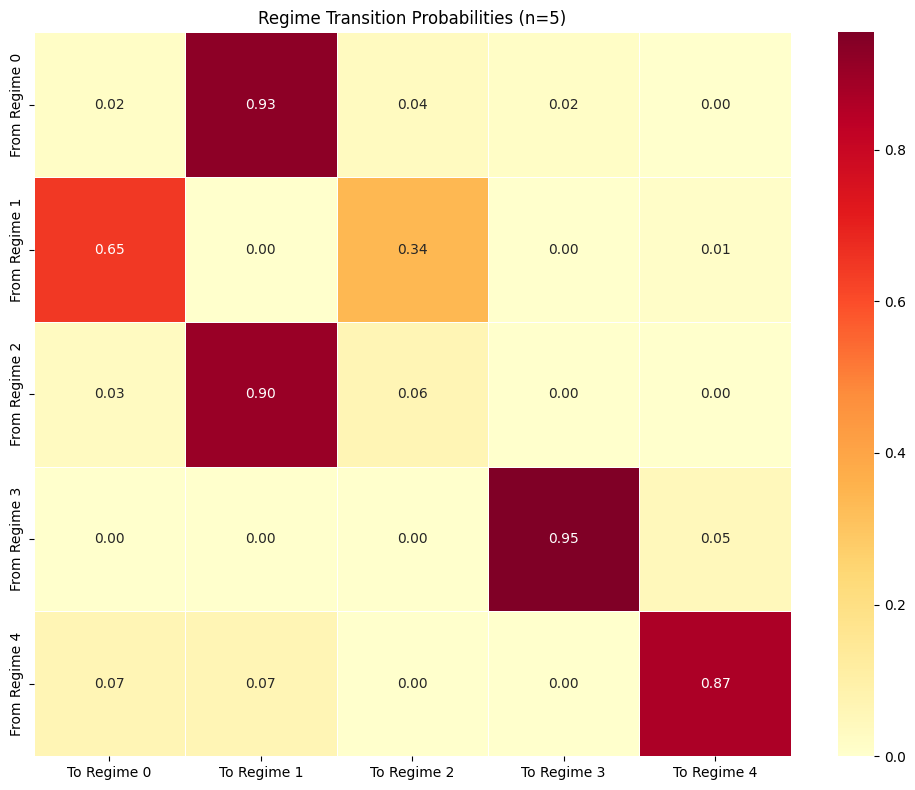 Regime Transition Probabilities (n=5)
From Regime 0
0.02 0.93 0.04 0.02 0.00
From Regime 1
0.65 0.00 0.34 0.00 0.01
From Regime 2
0.03 0.90 0.06 0.00 0.00
From Regime 3
0.00 0.00 0.00 0.95 0.05
From Regime 4
0.07 0.07 0.00 0.00 0.87
To Regime 0 To Regime 1 To Regime 2 To Regime 3 To Regime 4
0.8
0.6
0.4
0.2
0.0